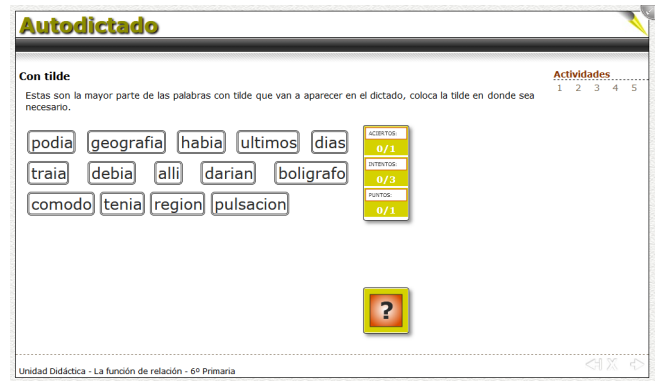 Autodictado
Con tilde
Estas son la mayor parte de las palabras con tilde que van a aparecer en el dictado, coloca la tilde en donde sea
necesario.
podia geografia habia ultimos dias
traia debia alli darian boligrafo
comodo tenia region pulsacion
ACIERTOS:
0/1
INTENTOS:
0/3
PUNTOS:
0/1
?
Actividades
1 2 3 4 5
Unidad Didáctica - La función de relación - 6º Primaria